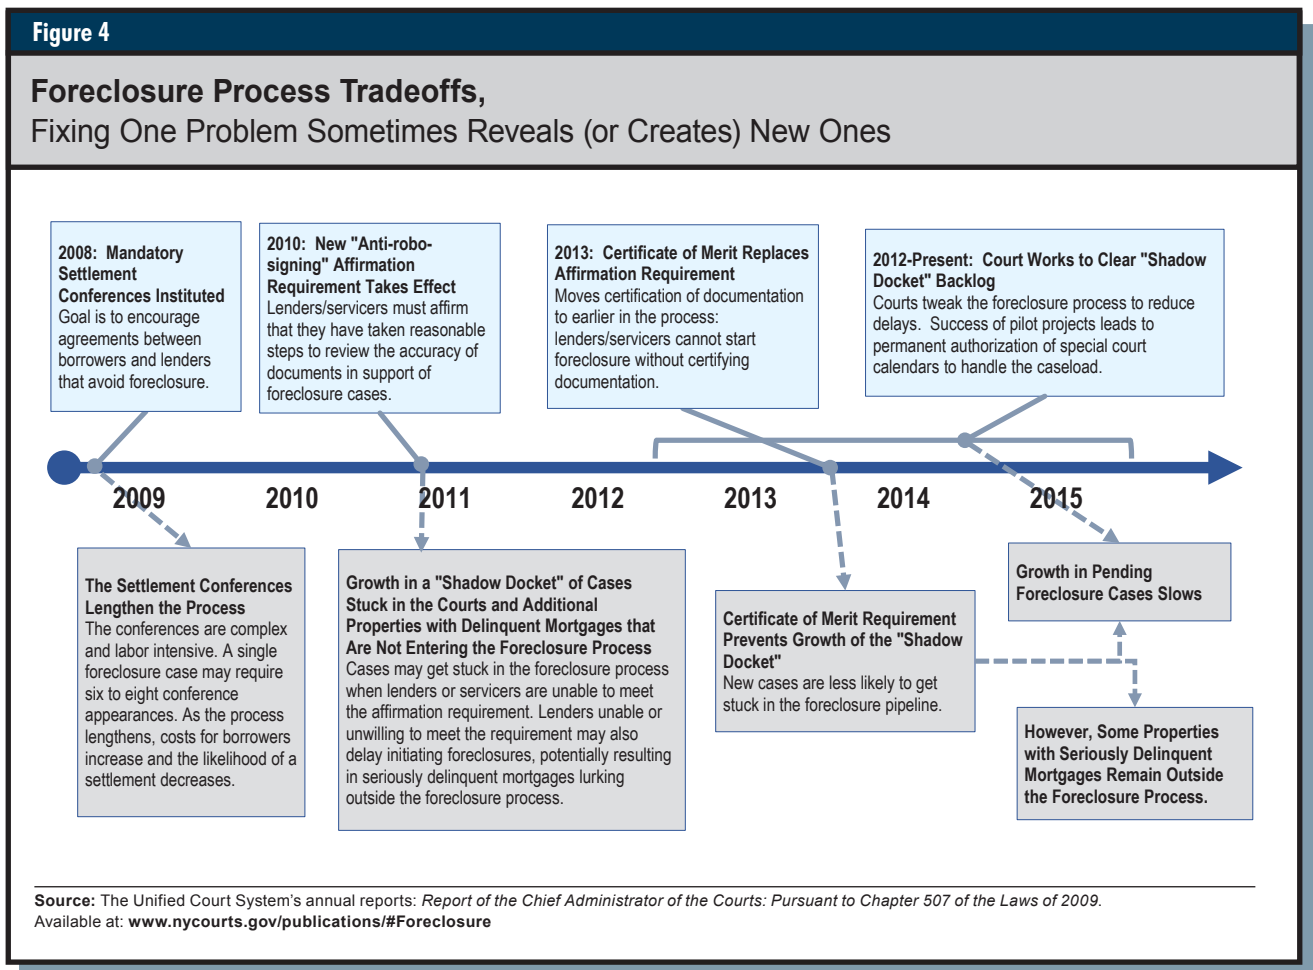 Figure 4
Foreclosure Process Tradeoffs,
Fixing One Problem Sometimes Reveals (or Creates) New Ones
2008:  Mandatory
Settlement
Conferences Instituted
Goal is to encourage
agreements between
borrowers and lenders
that avoid foreclosure.
2010:  New "Anti-robo-
signing" Affirmation
Requirement Takes Effect
Lenders/servicers must affirm
that they have taken reasonable
steps to review the accuracy of
documents in support of
foreclosure cases.
2013:  Certificate of Merit Replaces
Affirmation Requirement
Moves certification of documentation
to earlier in the process:
lenders/servicers cannot start
foreclosure without certifying
documentation.
2012-Present:  Court Works to Clear "Shadow
Docket" Backlog
Courts tweak the foreclosure process to reduce
delays.  Success of pilot projects leads to
permanent authorization of special court
calendars to handle the caseload.
2009 2010 2011 2012 2013 2014 2015
The Settlement Conferences
Lengthen the Process
The conferences are complex
and labor intensive. A single
foreclosure case may require
six to eight conference
appearances. As the process
lengthens, costs for borrowers
increase and the likelihood of a
settlement decreases.
Growth in a "Shadow Docket" of Cases
Stuck in the Courts and Additional
Properties with Delinquent Mortgages that
Are Not Entering the Foreclosure Process
Cases may get stuck in the foreclosure process
when lenders or servicers are unable to meet
the affirmation requirement. Lenders unable or
unwilling to meet the requirement may also
delay initiating foreclosures, potentially resulting
in seriously delinquent mortgages lurking
outside the foreclosure process.
Certificate of Merit Requirement
Prevents Growth of the "Shadow
Docket"
New cases are less likely to get
stuck in the foreclosure pipeline.
Growth in Pending
Foreclosure Cases Slows
However, Some Properties
with Seriously Delinquent
Mortgages Remain Outside
the Foreclosure Process.
Source: The Unified Court System’s annual reports: Report of the Chief Administrator of the Courts: Pursuant to Chapter 507 of the Laws of 2009.
Available at: www.nycourts.gov/publications/#Foreclosure